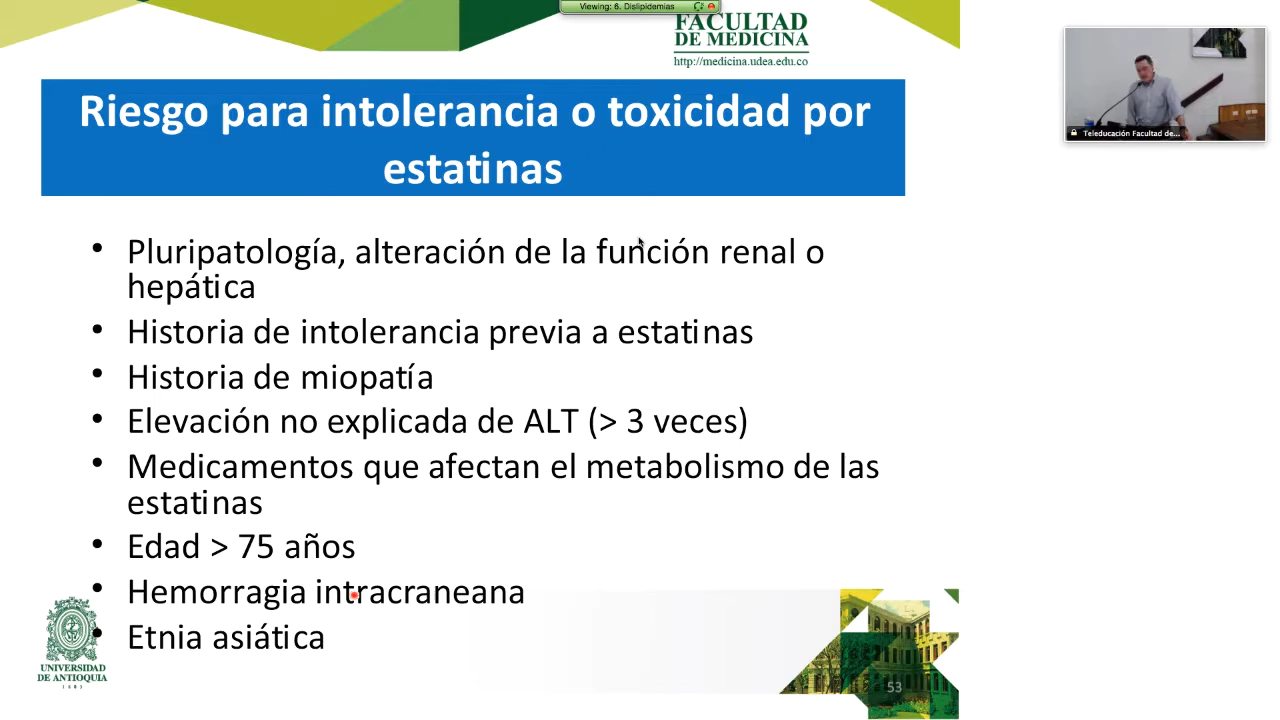 Viewing: 6. Dislipidemias
FACULTAD
DE MEDICINA
http://medicina.udea.edu.co
Riesgo para intolerancia o toxicidad por
estatinas
• Pluripatología, alteración de la función renal o
hepática
• Historia de intolerancia previa a estatinas
• Historia de miopatía
• Elevación no explicada de ALT (> 3 veces)
• Medicamentos que afectan el metabolismo de las
estatinas
• Edad > 75 años
• Hemorragia intracraneana
• Etnia asiática
UNIVERSIDAD
DE ANTIOQUIA
1803
53
Teleducación Facultad de...